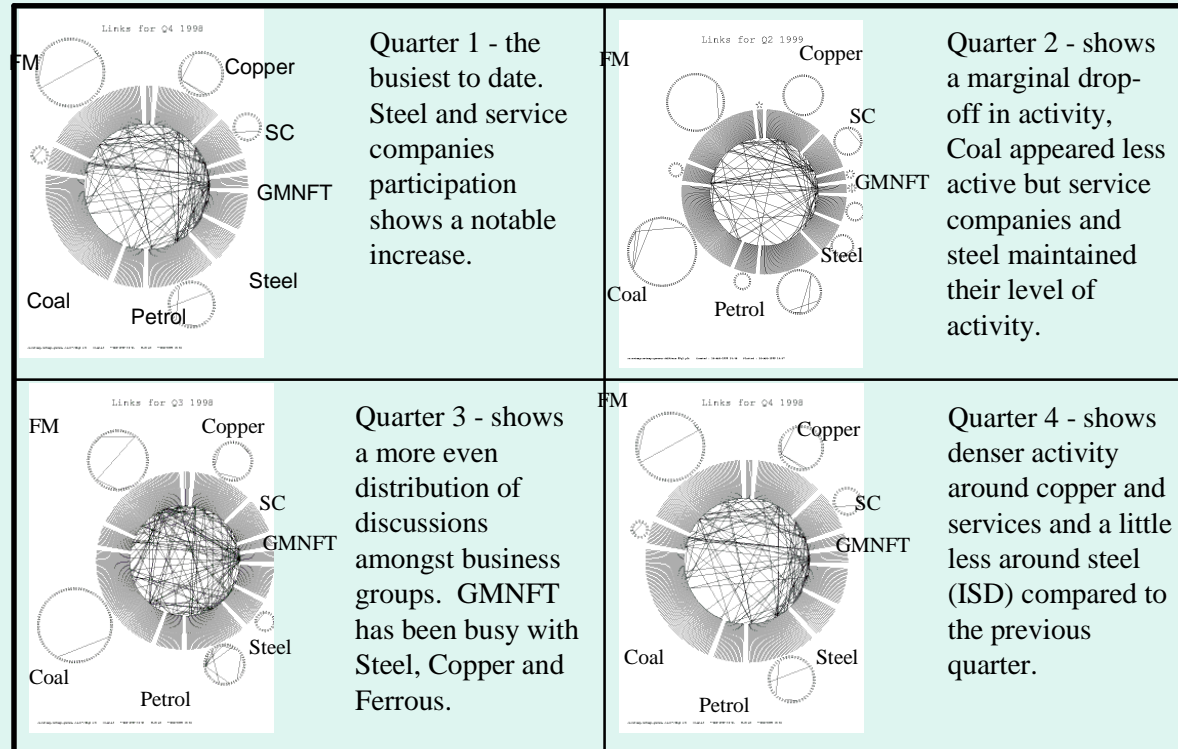 Links for Q4 1998
FM
Copper
SC
GMNFT
Steel
Coal
Petrol
Quarter 1 - the
busiest to date.
Steel and service
companies
participation
shows a notable
increase.
Links for Q2 1999
FM
Copper
SC
GMNFT
Steel
Coal
Petrol
Quarter 2 - shows
a marginal drop-
off in activity,
Coal appeared less
active but service
companies and
steel maintained
their level of
activity.
Links for Q3 1998
FM
Copper
SC
GMNFT
Steel
Coal
Petrol
Quarter 3 - shows
a more even
distribution of
discussions
amongst business
groups. GMNFT
has been busy with
Steel, Copper and
Ferrous.
Links for Q4 1998
FM
Copper
SC
GMNFT
Coal
Steel
Petrol
Quarter 4 - shows
denser activity
around copper and
services and a little
less around steel
(ISD) compared to
the previous
quarter.